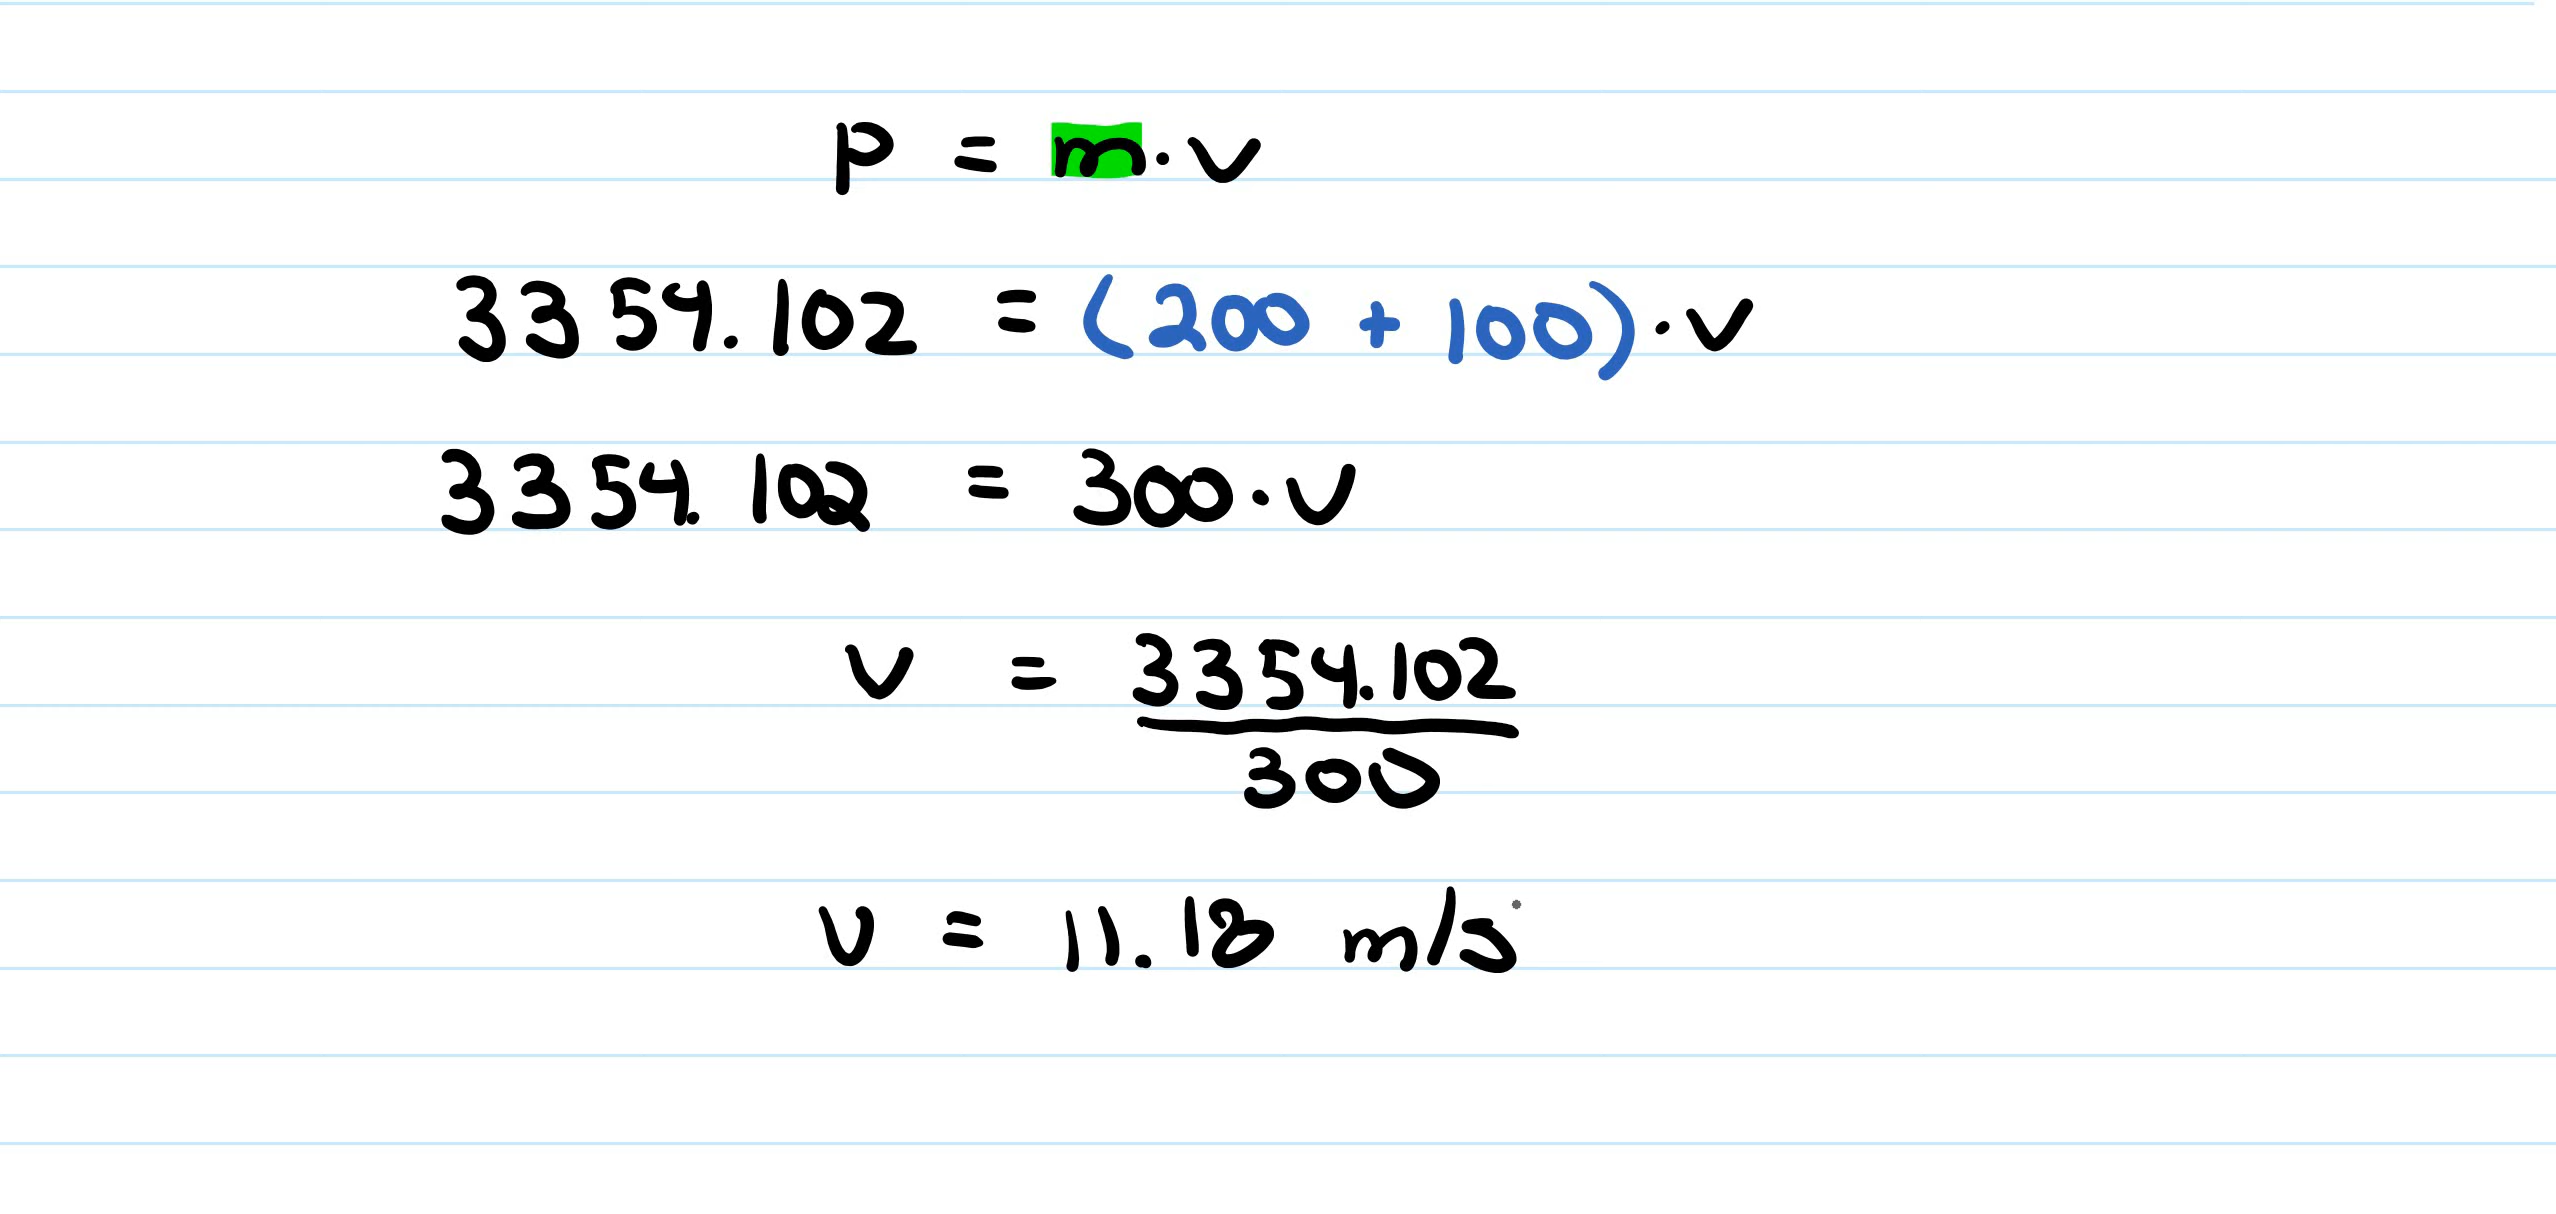 p = m · v
3354.102 = (200 + 100) · v
3354.102 = 300 · v
v = 3354.102
300
v = 11.18 m/s